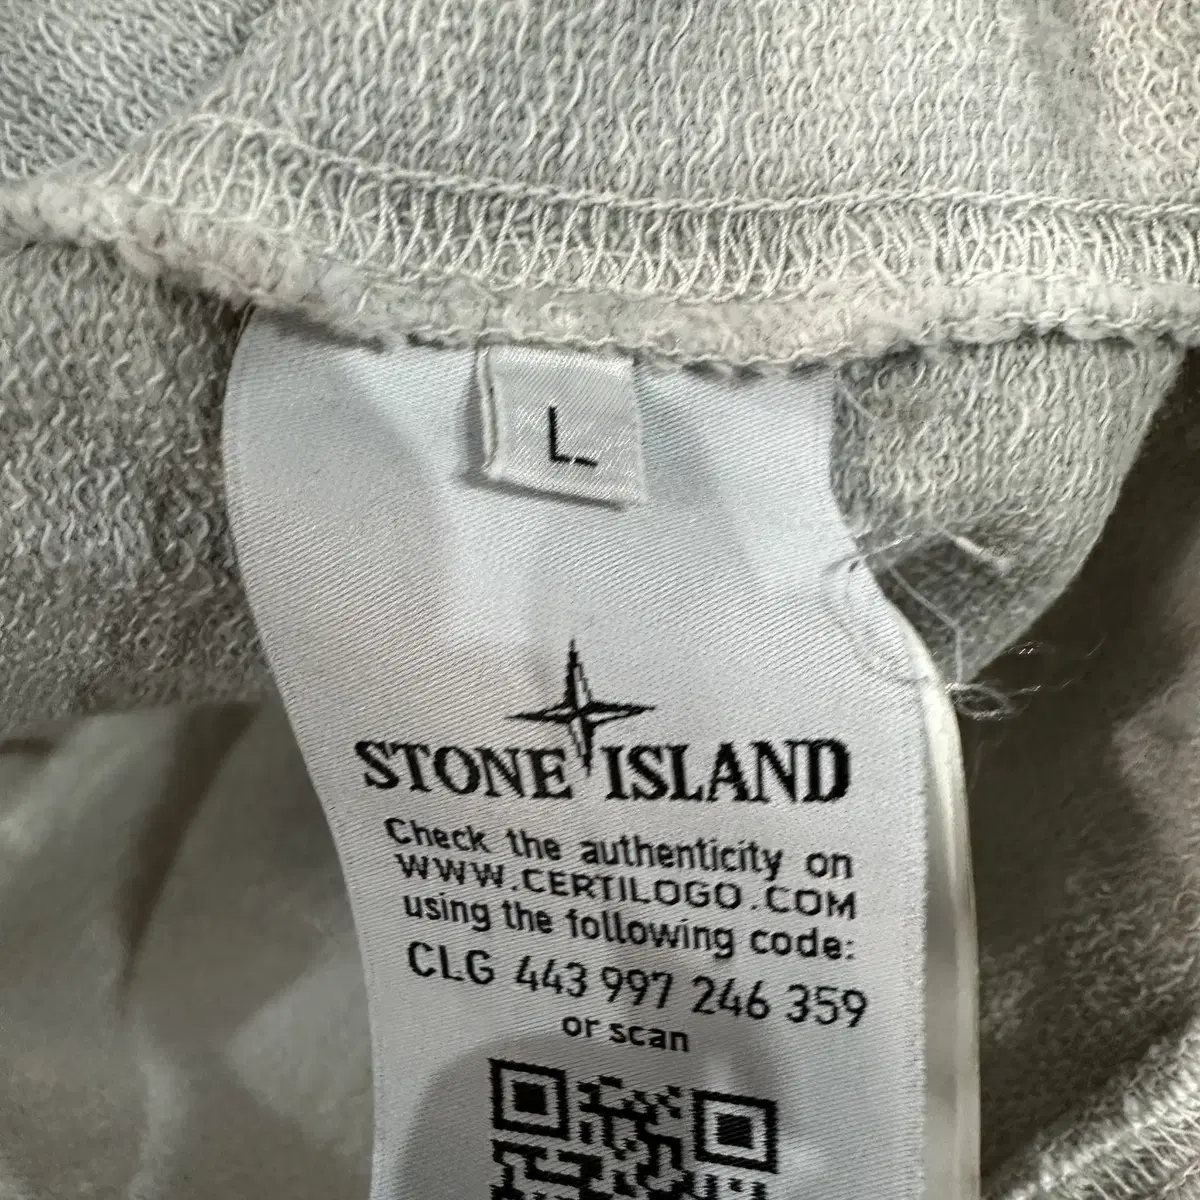 L
STONE ISLAND
Check the authenticity on
WWW.CERTILOGO.COM
using the following code:
CLG 443 997 246 359
or scan